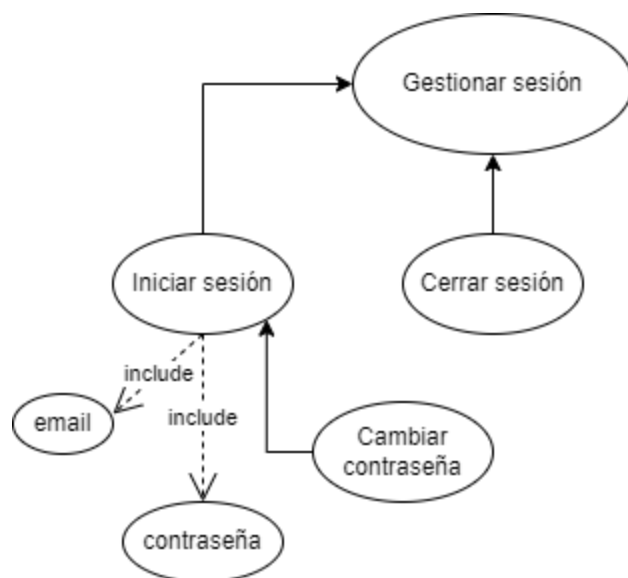 Gestionar sesión
Iniciar sesión
Cerrar sesión
include
email
include
Cambiar
contraseña
contraseña